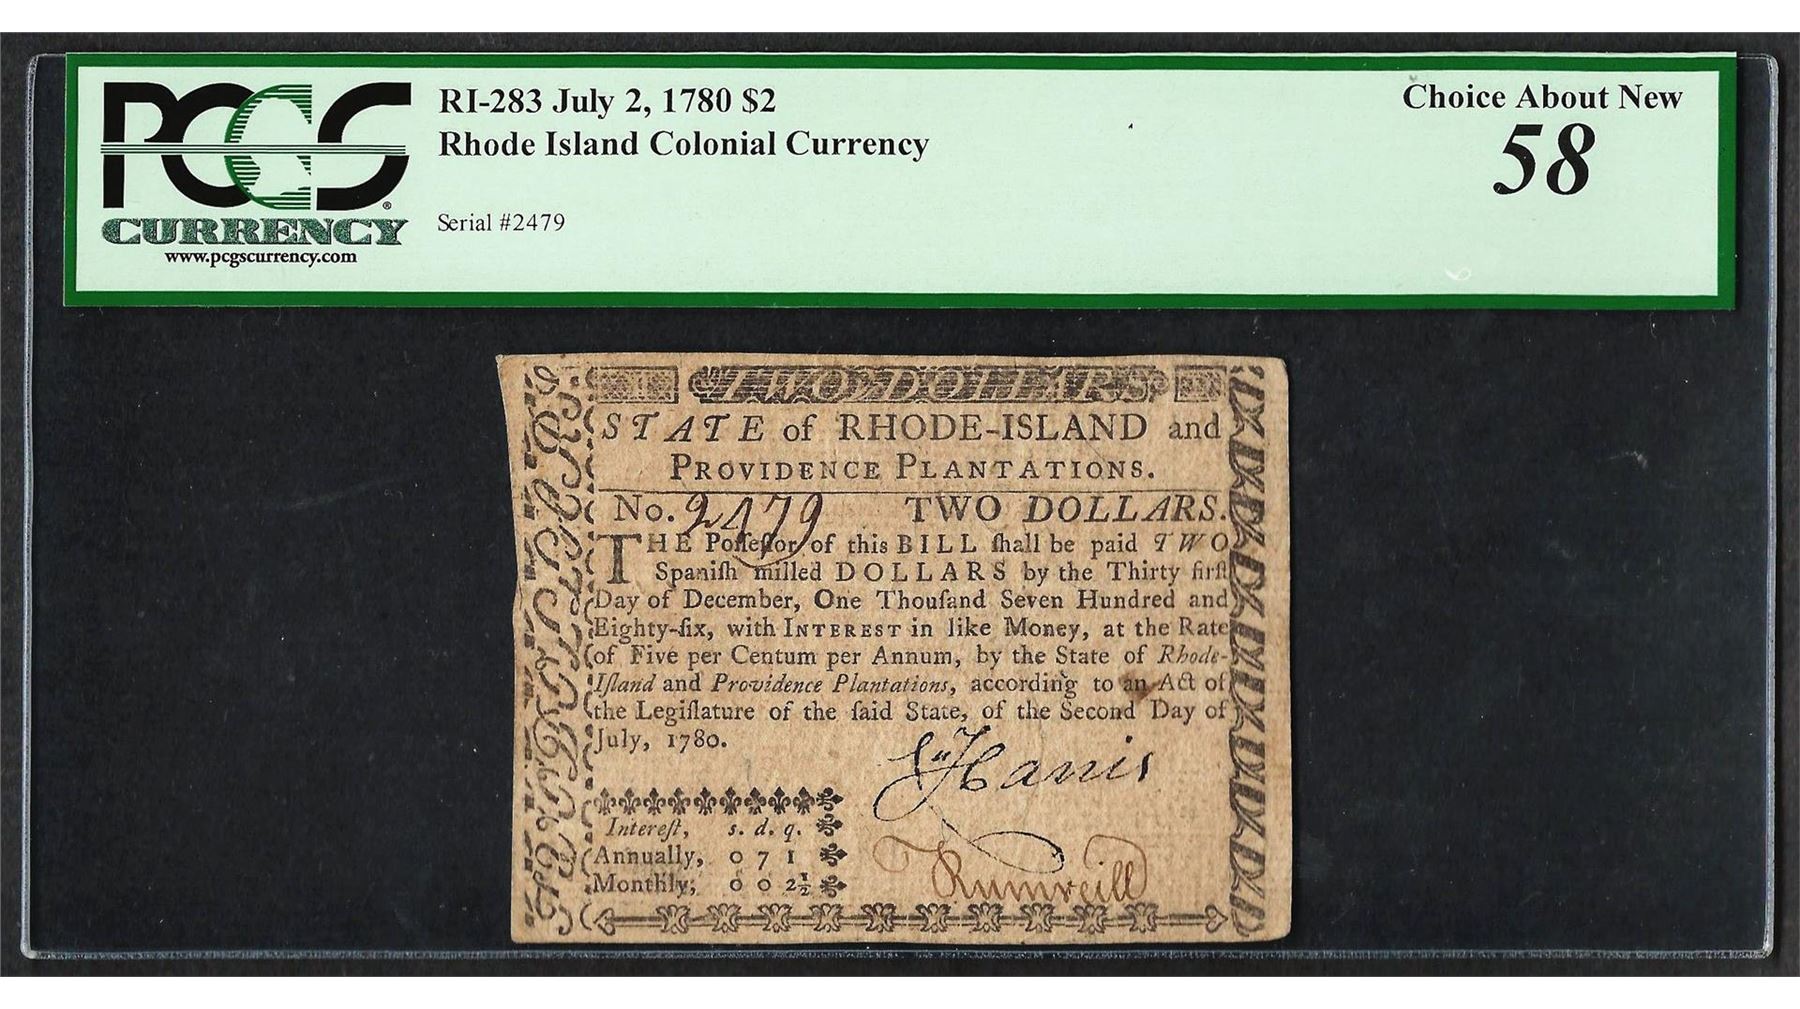 PCGS
CURRENCY
www.pcgscurrency.com
RI-283 July 2, 1780 $2
Rhode Island Colonial Currency
Serial #2479
Choice About New
58
TWO DOLLARS
STATE of RHODE-ISLAND and
PROVIDENCE PLANTATIONS.
No. 2479 TWO DOLLARS.
THE Poſſeſſor of this BILL ſhall be paid TWO
Spaniſh milled DOLLARS by the Thirty firſt
Day of December, One Thouſand Seven Hundred and
Eighty-ſix, with INTEREST in like Money, at the Rate
of Five per Centum per Annum, by the State of Rhode-
Iſland and Providence Plantations, according to an Act of
the Legiſlature of the ſaid State, of the Second Day of
July, 1780.
Harris
Intereſt, s. d. q.
Annually, 0 7 1
Monthly, 0 0 2½